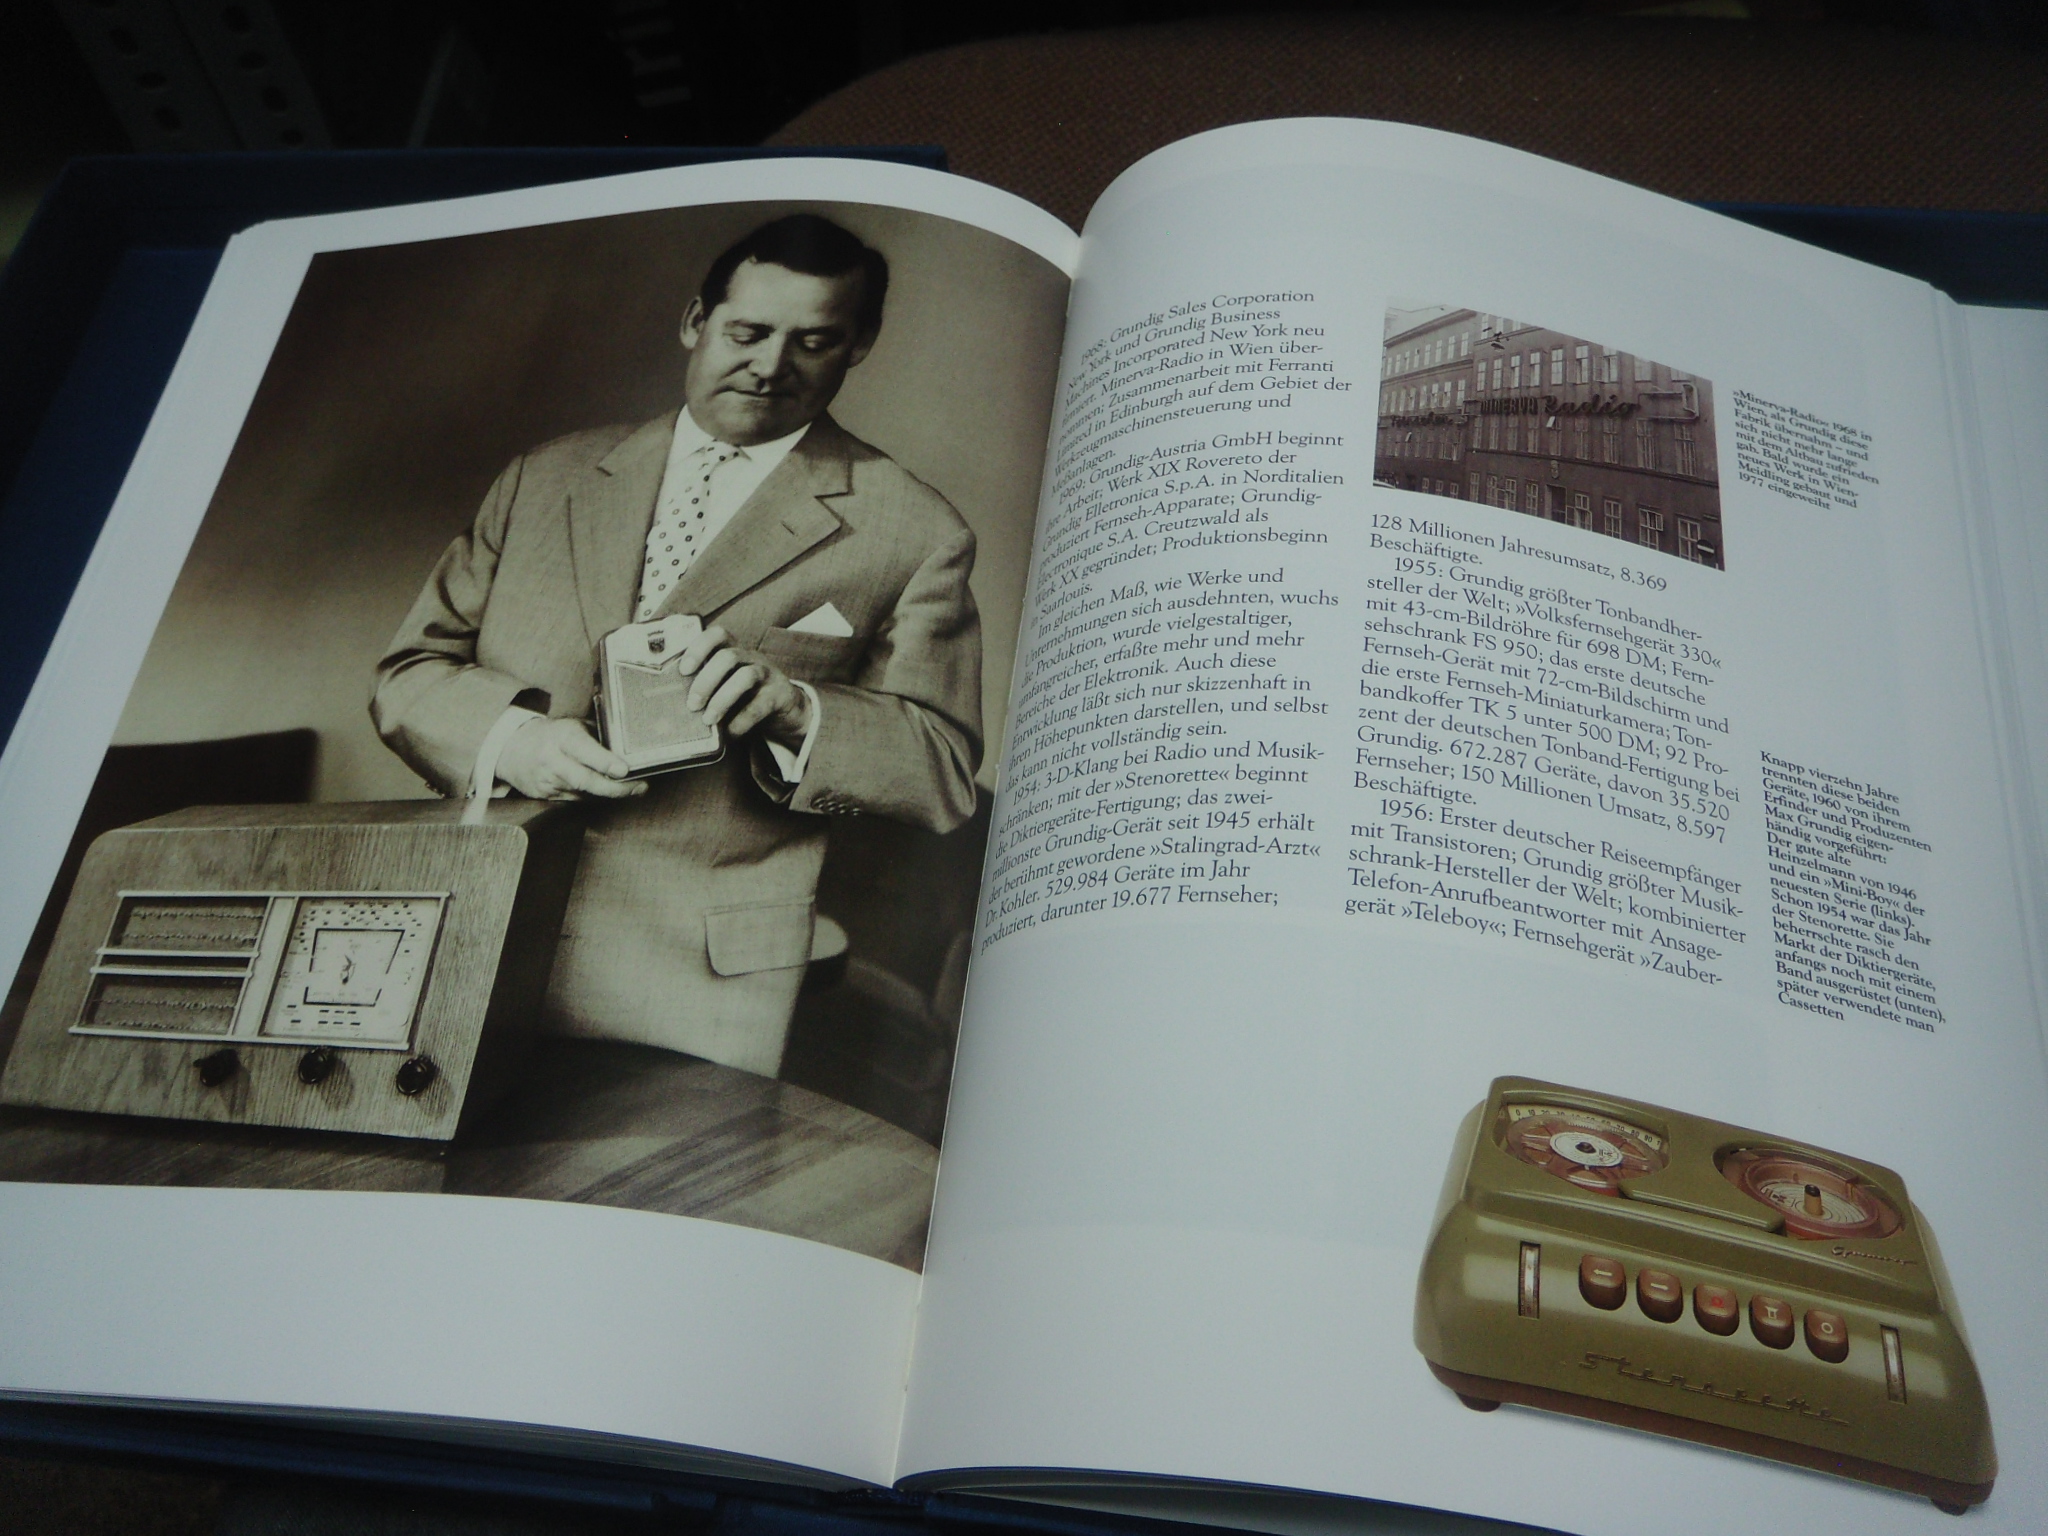 1968: Grundig Sales Corporation
New York und Grundig Business
Machines Incorporated New York neu
firmiert. Minerva-Radio in Wien über-
nommen; Zusammenarbeit mit Ferranti
Limited in Edinburgh auf dem Gebiet der
Werkzeugmaschinensteuerung und
Meßanlagen.
1969: Grundig-Austria GmbH beginnt
ihre Arbeit; Werk XIX Rovereto der
Grundig Elletronica S.p.A. in Norditalien
produziert Fernseh-Apparate; Grundig-
Electronique S.A. Creutzwald als
Werk XX gegründet; Produktionsbeginn
in Saarlouis.
Im gleichen Maß, wie Werke und
Unternehmungen sich ausdehnten, wuchs
die Produktion, wurde vielgestaltiger,
umfangreicher, erfaßte mehr und mehr
Bereiche der Elektronik. Auch diese
Entwicklung läßt sich nur skizzenhaft in
ihren Höhepunkten darstellen, und selbst
das kann nicht vollständig sein.
1954: 3-D-Klang bei Radio und Musik-
schränken; mit der »Stenorette« beginnt
die Diktiergeräte-Fertigung; das zwei-
millionste Grundig-Gerät seit 1945 erhält
der berühmt gewordene »Stalingrad-Arzt«
Dr. Kohler. 529.984 Geräte im Jahr
produziert, darunter 19.677 Fernseher;
MINERVA Radio
128 Millionen Jahresumsatz, 8.369
Beschäftigte.
1955: Grundig größter Tonbandher-
steller der Welt; »Volksfernsehgerät 330«
mit 43-cm-Bildröhre für 698 DM; Fern-
sehschrank FS 950; das erste deutsche
Fernseh-Gerät mit 72-cm-Bildschirm und
die erste Fernseh-Miniaturkamera; Ton-
bandkoffer TK 5 unter 500 DM; 92 Pro-
zent der deutschen Tonband-Fertigung bei
Grundig. 672.287 Geräte, davon 35.520
Fernseher; 150 Millionen Umsatz, 8.597
Beschäftigte.
1956: Erster deutscher Reiseempfänger
mit Transistoren; Grundig größter Musik-
schrank-Hersteller der Welt; kombinierter
Telefon-Anrufbeantworter mit Ansage-
gerät »Teleboy«; Fernsehgerät »Zauber-
»Minerva-Radio« 1968 in
Wien, als Grundig diese
Fabrik übernahm – und
sich nicht mehr lange
mit dem Altbau zufrieden
gab. Bald wurde ein
neues Werk in Wien-
Meidling gebaut und
1977 eingeweiht
Knapp vierzehn Jahre
trennten diese beiden
Geräte, 1960 von ihrem
Erfinder und Produzenten
Max Grundig eigen-
händig vorgeführt:
Der gute alte
Heinzelmann von 1946
und ein »Mini-Boy« der
neuesten Serie (links).
Schon 1954 war das Jahr
der Stenorette. Sie
beherrschte rasch den
Markt der Diktiergeräte,
anfangs noch mit einem
Band ausgerüstet (unten),
später verwendete man
Cassetten
Stenorette